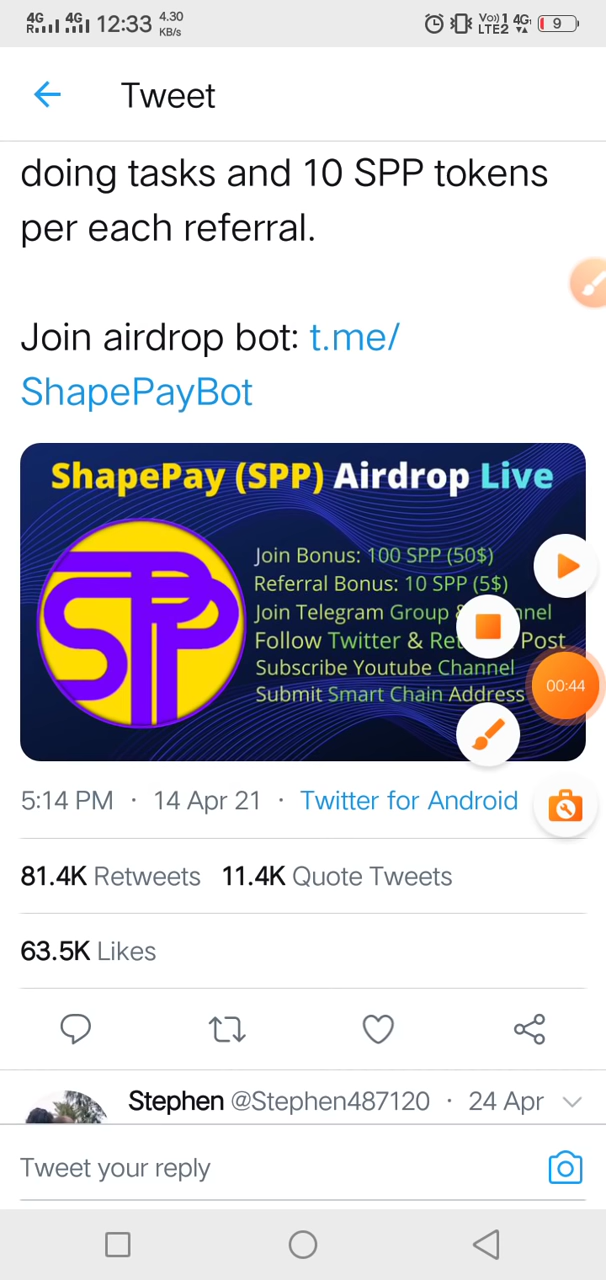 4G 4G 12:33 4.30
R KB/s
Vo)) 1 4G 9
LTE2
Tweet
doing tasks and 10 SPP tokens
per each referral.
Join airdrop bot: t.me/
ShapePayBot
ShapePay (SPP) Airdrop Live
Join Bonus: 100 SPP (50$)
Referral Bonus: 10 SPP (5$)
Join Telegram Group
Follow Twitter & Post
Subscribe Youtube Channel
Submit Smart Chain Address
00:44
5:14 PM · 14 Apr 21 · Twitter for Android
81.4K Retweets 11.4K Quote Tweets
63.5K Likes
Stephen @Stephen487120 · 24 Apr
Tweet your reply